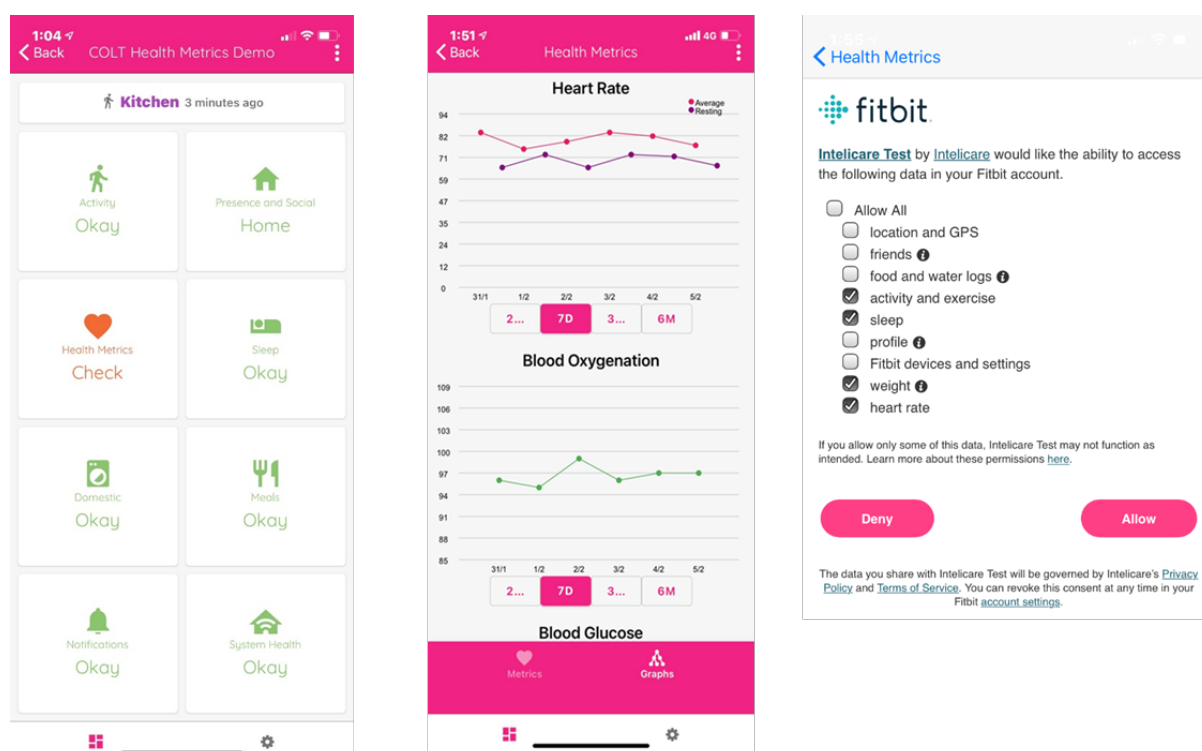 1:04
Back COLT Health Metrics Demo
Kitchen 3 minutes ago
Activity
Okay
Presence and Social
Home
Health Metrics
Check
Sleep
Okay
Domestic
Okay
Meals
Okay
Notifications
Okay
System Health
Okay
1:51 4G
Back Health Metrics
Heart Rate
Average
Resting
94
82
71
59
47
35
24
12
0
31/1 1/2 2/2 3/2 4/2 5/2
2... 7D 3... 6M
Blood Oxygenation
109
106
103
100
97
94
91
88
85
31/1 1/2 2/2 3/2 4/2 5/2
2... 7D 3... 6M
Blood Glucose
Metrics Graphs
Health Metrics
fitbit.
Intelicare Test by Intelicare would like the ability to access
the following data in your Fitbit account.
Allow All
location and GPS
friends
food and water logs
activity and exercise
sleep
profile
Fitbit devices and settings
weight
heart rate
If you allow only some of this data, Intelicare Test may not function as
intended. Learn more about these permissions here.
Deny Allow
The data you share with Intelicare Test will be governed by Intelicare's Privacy
Policy and Terms of Service. You can revoke this consent at any time in your
Fitbit account settings.